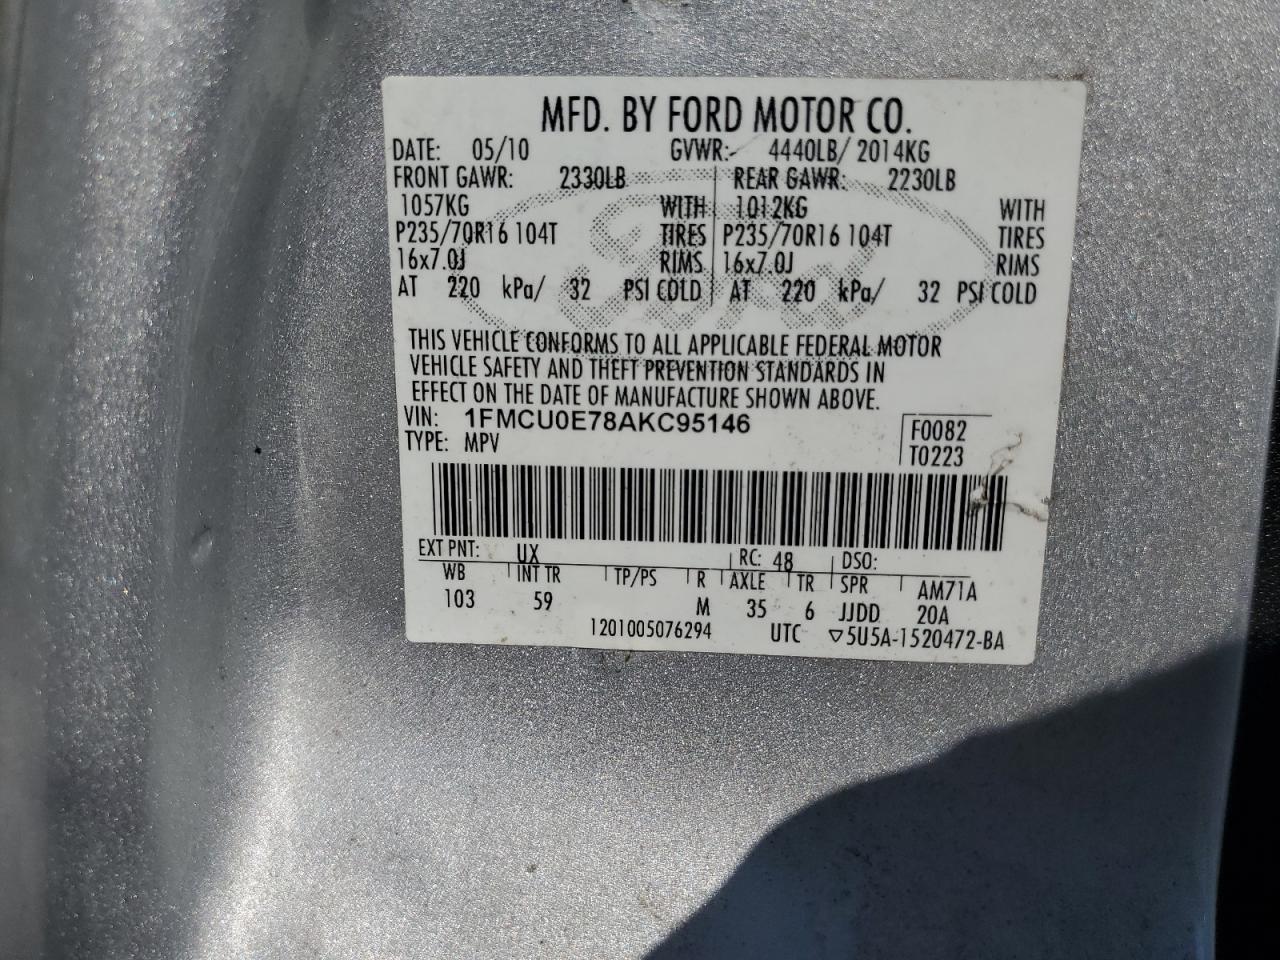 MFD. BY FORD MOTOR CO.
DATE: 05/10 GVWR: 4440LB/ 2014KG
FRONT GAWR: 2330LB REAR GAWR: 2230LB
1057KG WITH 1012KG WITH
P235/70R16 104T TIRES P235/70R16 104T TIRES
16x7.0J RIMS 16x7.0J RIMS
AT 220 kPa/ 32 PSI COLD AT 220 kPa/ 32 PSI COLD
Ford
THIS VEHICLE CONFORMS TO ALL APPLICABLE FEDERAL MOTOR
VEHICLE SAFETY AND THEFT PREVENTION STANDARDS IN
EFFECT ON THE DATE OF MANUFACTURE SHOWN ABOVE.
VIN: 1FMCU0E78AKC95146 F0082
TYPE: MPV T0223
EXT PNT: UX RC: 48 DSO:
WB INT TR TP/PS R AXLE TR SPR AM71A
103 59 M 35 6 JJDD 20A
1201005076294 UTC ▽5U5A-1520472-BA